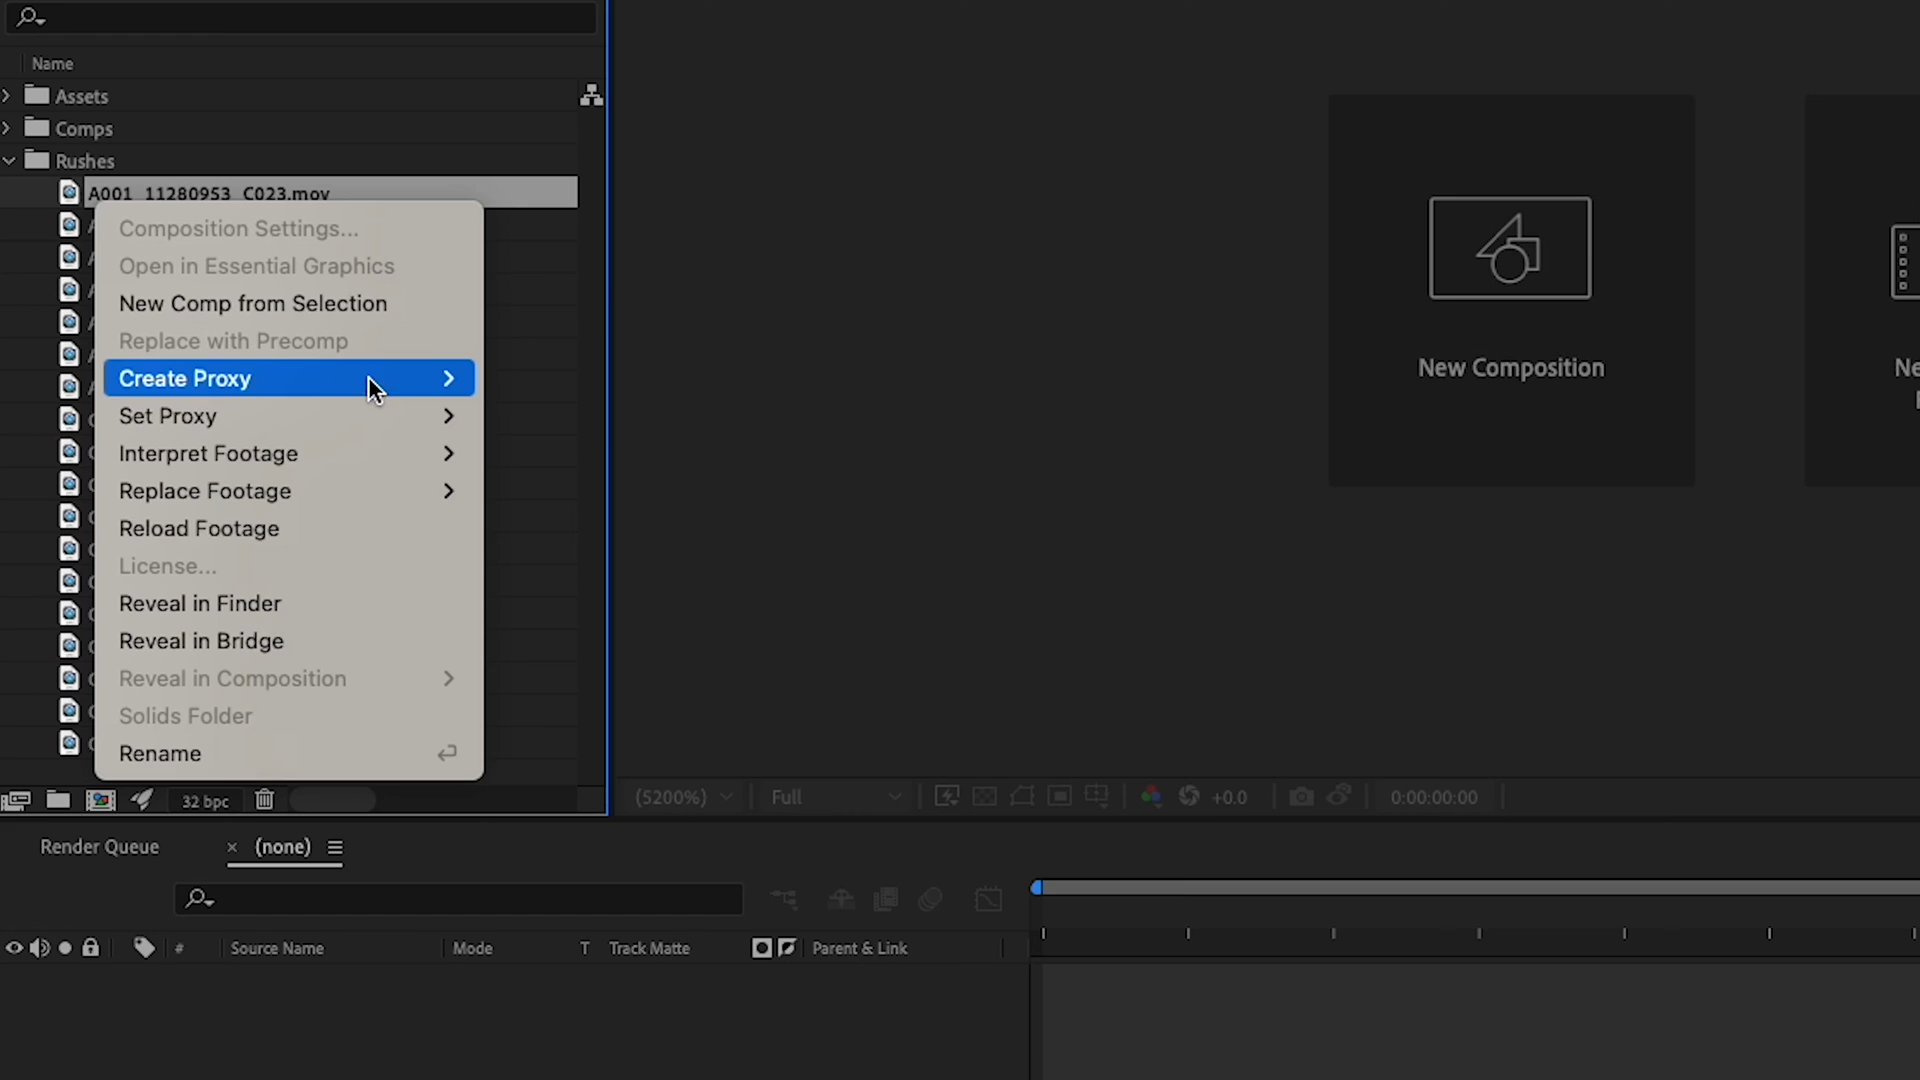 Name
Assets
Comps
Rushes
A001_11280953_C023.mov
Composition Settings...
Open in Essential Graphics
New Comp from Selection
Replace with Precomp
Create Proxy
Set Proxy
Interpret Footage
Replace Footage
Reload Footage
License...
Reveal in Finder
Reveal in Bridge
Reveal in Composition
Solids Folder
Rename
32 bpc
New Composition
(5200%)
Full
+0.0
0:00:00:00
Render Queue
× (none)
# Source Name Mode T Track Matte Parent & Link